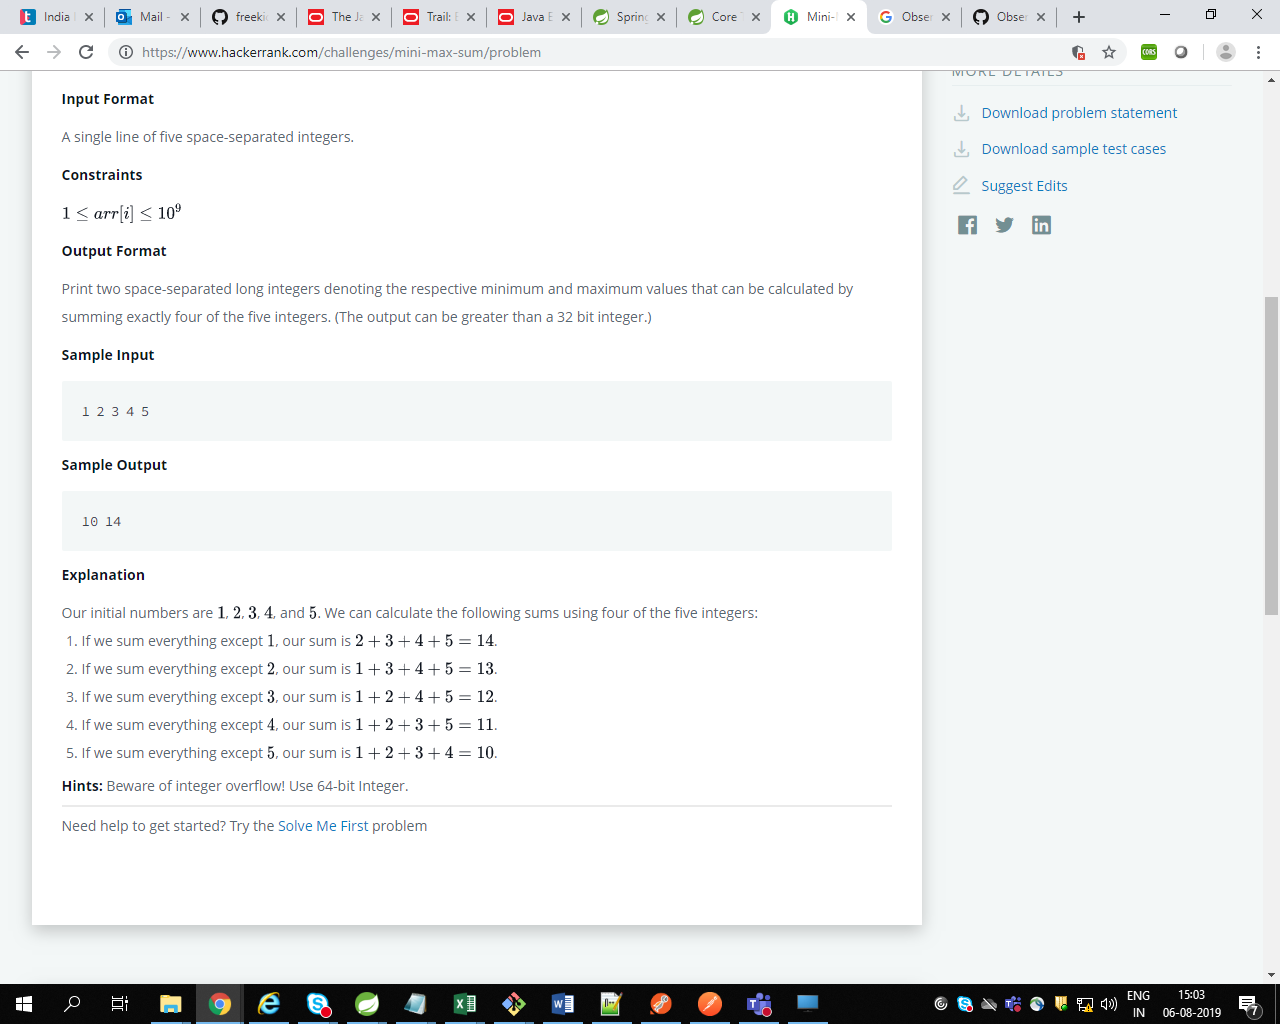 India
Mail -
freeki
The Ja
Trail: E
Java E
Spring
Core T
Mini-
Obser
Obser
https://www.hackerrank.com/challenges/mini-max-sum/problem
CORS
MORE DETAILS
Input Format
Download problem statement
A single line of five space-separated integers.
Download sample test cases
Constraints
Suggest Edits
1 ≤ arr[i] ≤ 10⁹
Output Format
Print two space-separated long integers denoting the respective minimum and maximum values that can be calculated by
summing exactly four of the five integers. (The output can be greater than a 32 bit integer.)
Sample Input
1 2 3 4 5
Sample Output
10 14
Explanation
Our initial numbers are 1, 2, 3, 4, and 5. We can calculate the following sums using four of the five integers:
1. If we sum everything except 1, our sum is 2 + 3 + 4 + 5 = 14.
2. If we sum everything except 2, our sum is 1 + 3 + 4 + 5 = 13.
3. If we sum everything except 3, our sum is 1 + 2 + 4 + 5 = 12.
4. If we sum everything except 4, our sum is 1 + 2 + 3 + 5 = 11.
5. If we sum everything except 5, our sum is 1 + 2 + 3 + 4 = 10.
Hints: Beware of integer overflow! Use 64-bit Integer.
Need help to get started? Try the Solve Me First problem
ENG
IN
15:03
06-08-2019
7